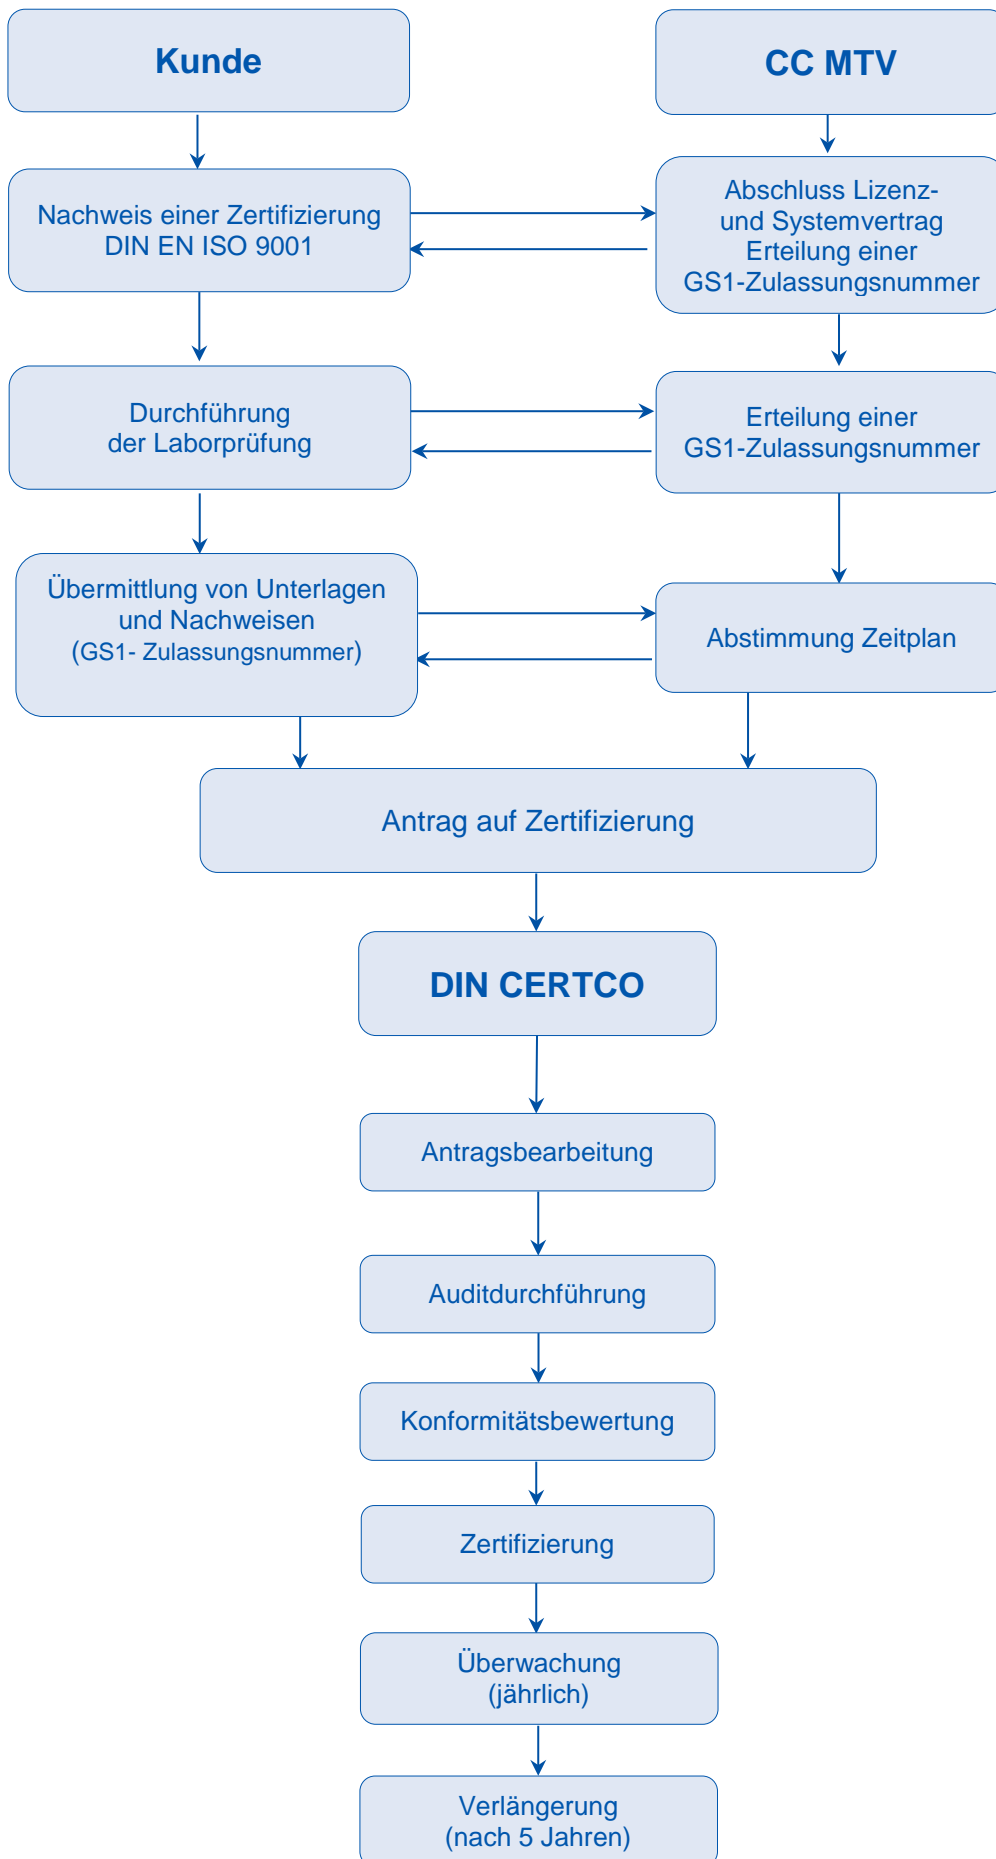 Kunde
CC MTV
Nachweis einer Zertifizierung
DIN EN ISO 9001
Abschluss Lizenz-
und Systemvertrag
Erteilung einer
GS1-Zulassungsnummer
Durchführung
der Laborprüfung
Erteilung einer
GS1-Zulassungsnummer
Übermittlung von Unterlagen
und Nachweisen
(GS1- Zulassungsnummer)
Abstimmung Zeitplan
Antrag auf Zertifizierung
DIN CERTCO
Antragsbearbeitung
Auditdurchführung
Konformitätsbewertung
Zertifizierung
Überwachung
(jährlich)
Verlängerung
(nach 5 Jahren)